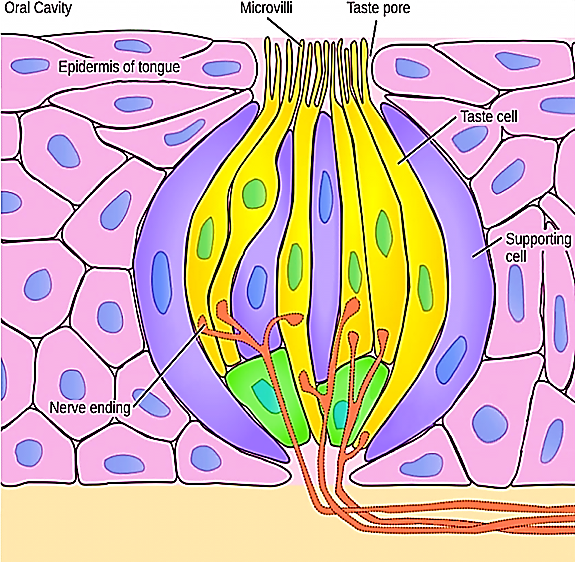 Oral Cavity
Microvilli
Taste pore
Epidermis of tongue
Taste cell
Supporting
cell
Nerve ending